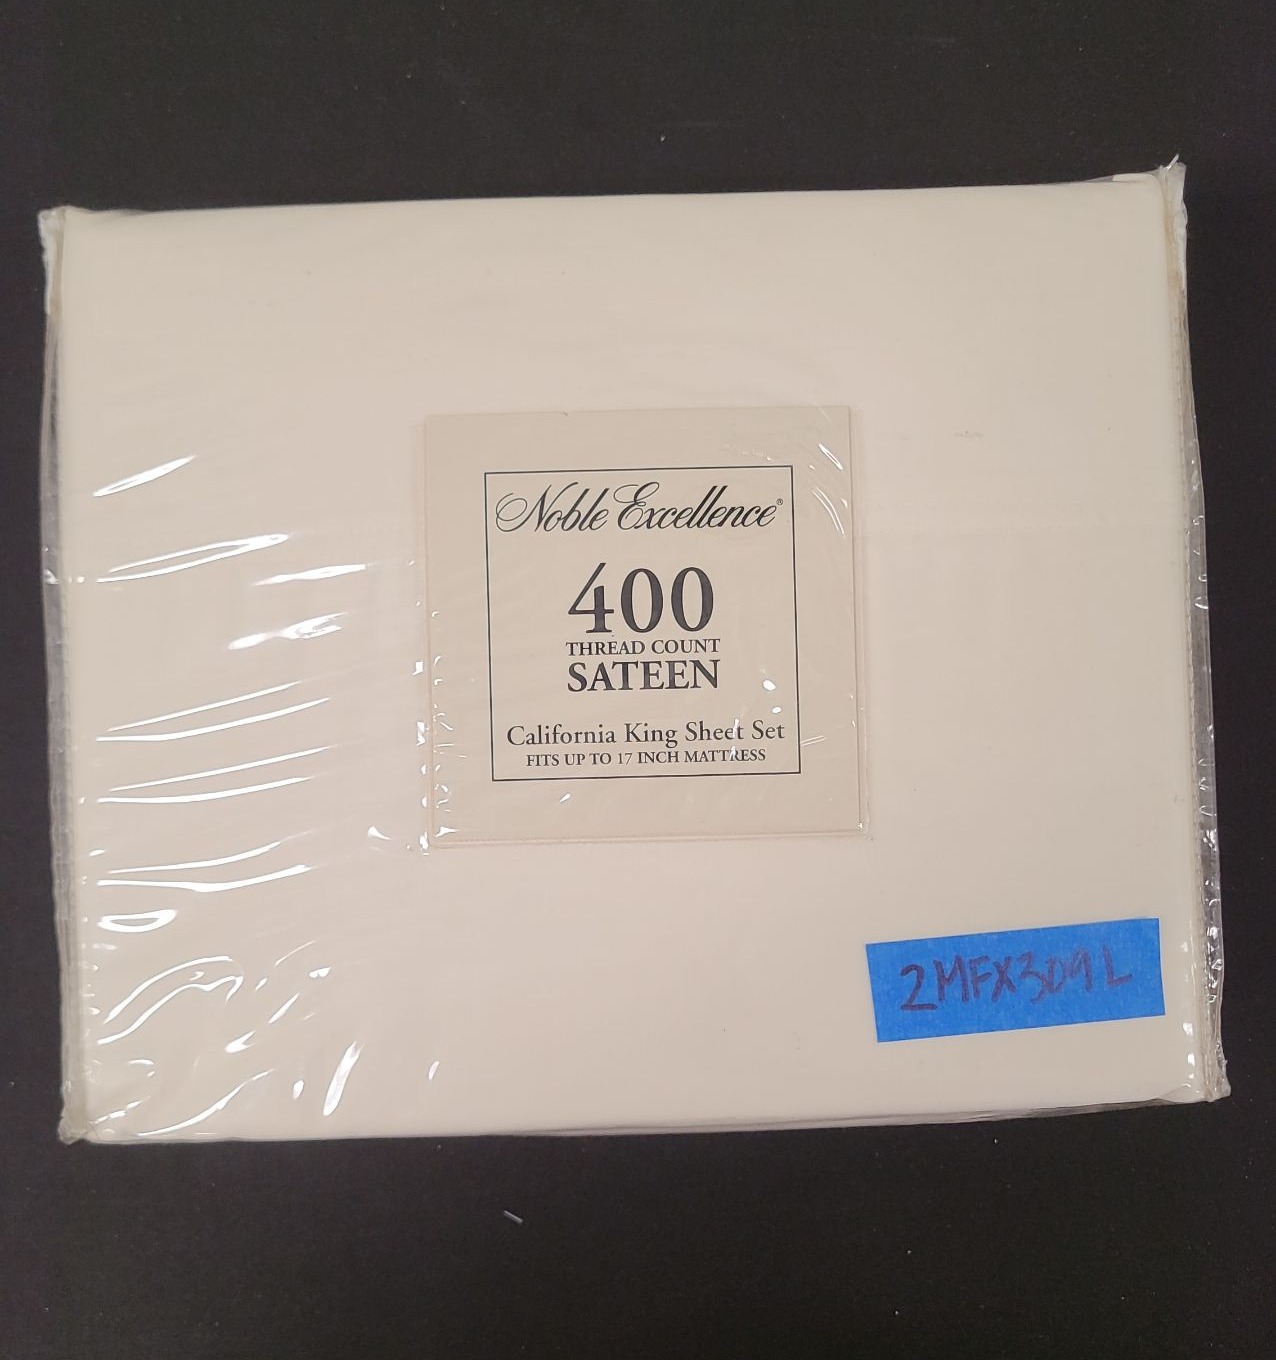 Noble Excellence®
400
THREAD COUNT
SATEEN
California King Sheet Set
FITS UP TO 17 INCH MATTRESS
2MFX309L